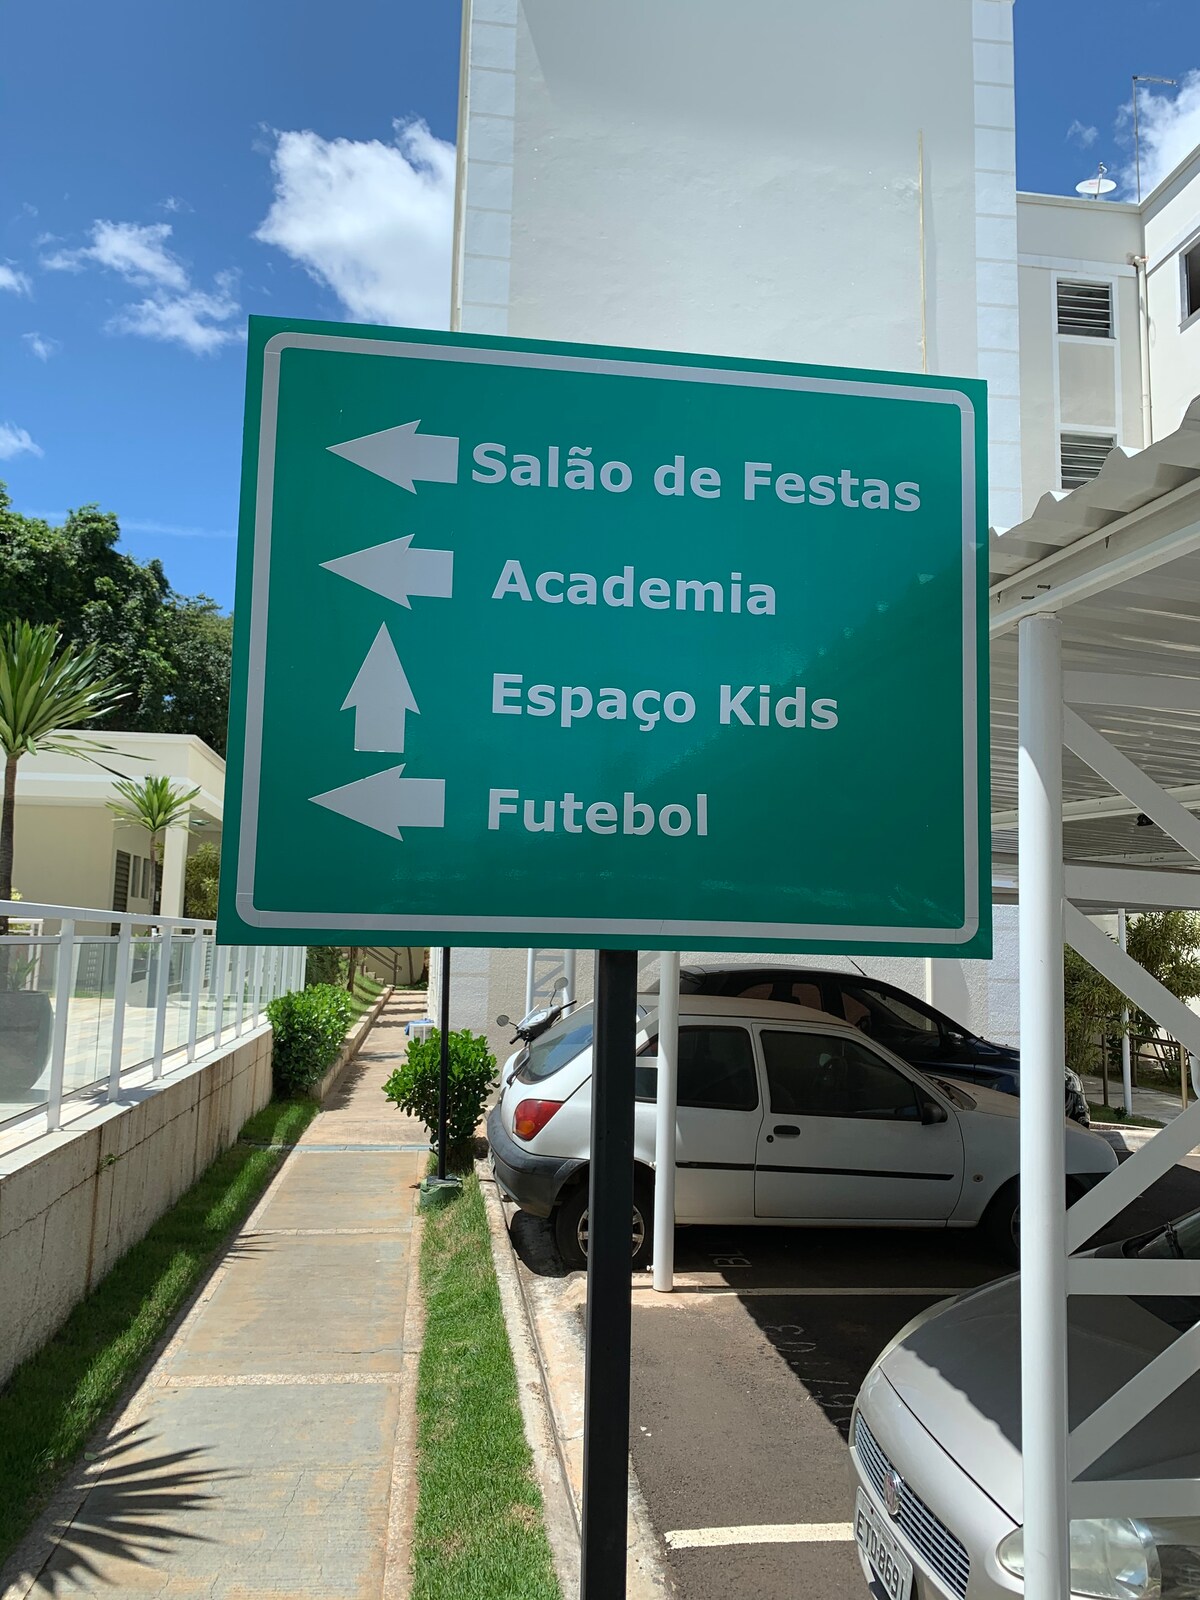 Salão de Festas
Academia
Espaço Kids
Futebol